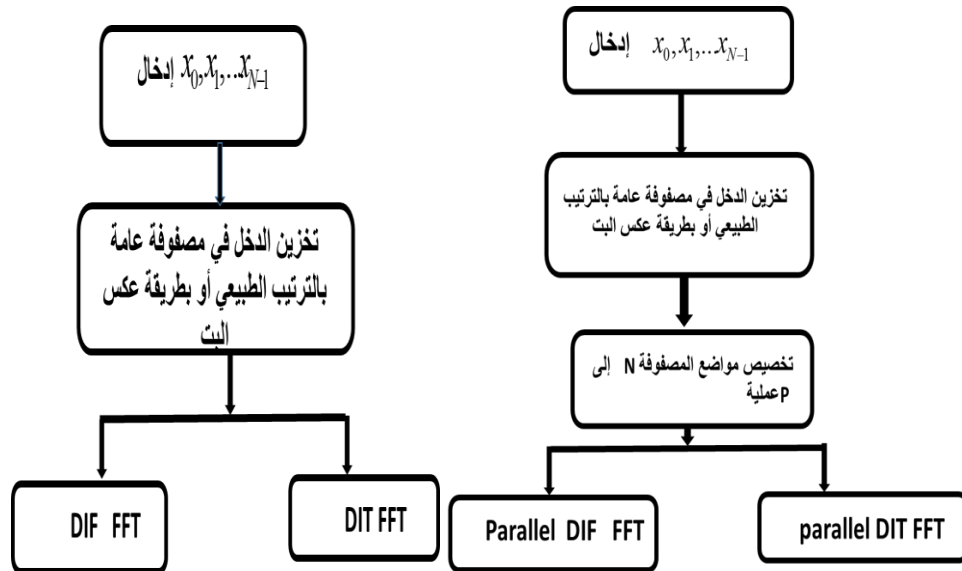 إدخال x0,x1,...xN-1
تخزين الدخل في مصفوفة عامة
بالترتيب الطبيعي أو بطريقة عكس
البت
DIF FFT
DIT FFT
إدخال x0,x1,...xN-1
تخزين الدخل في مصفوفة عامة بالترتيب
الطبيعي أو بطريقة عكس البت
تخصيص مواضع المصفوفة N إلى
P عملية
Parallel DIF FFT
parallel DIT FFT